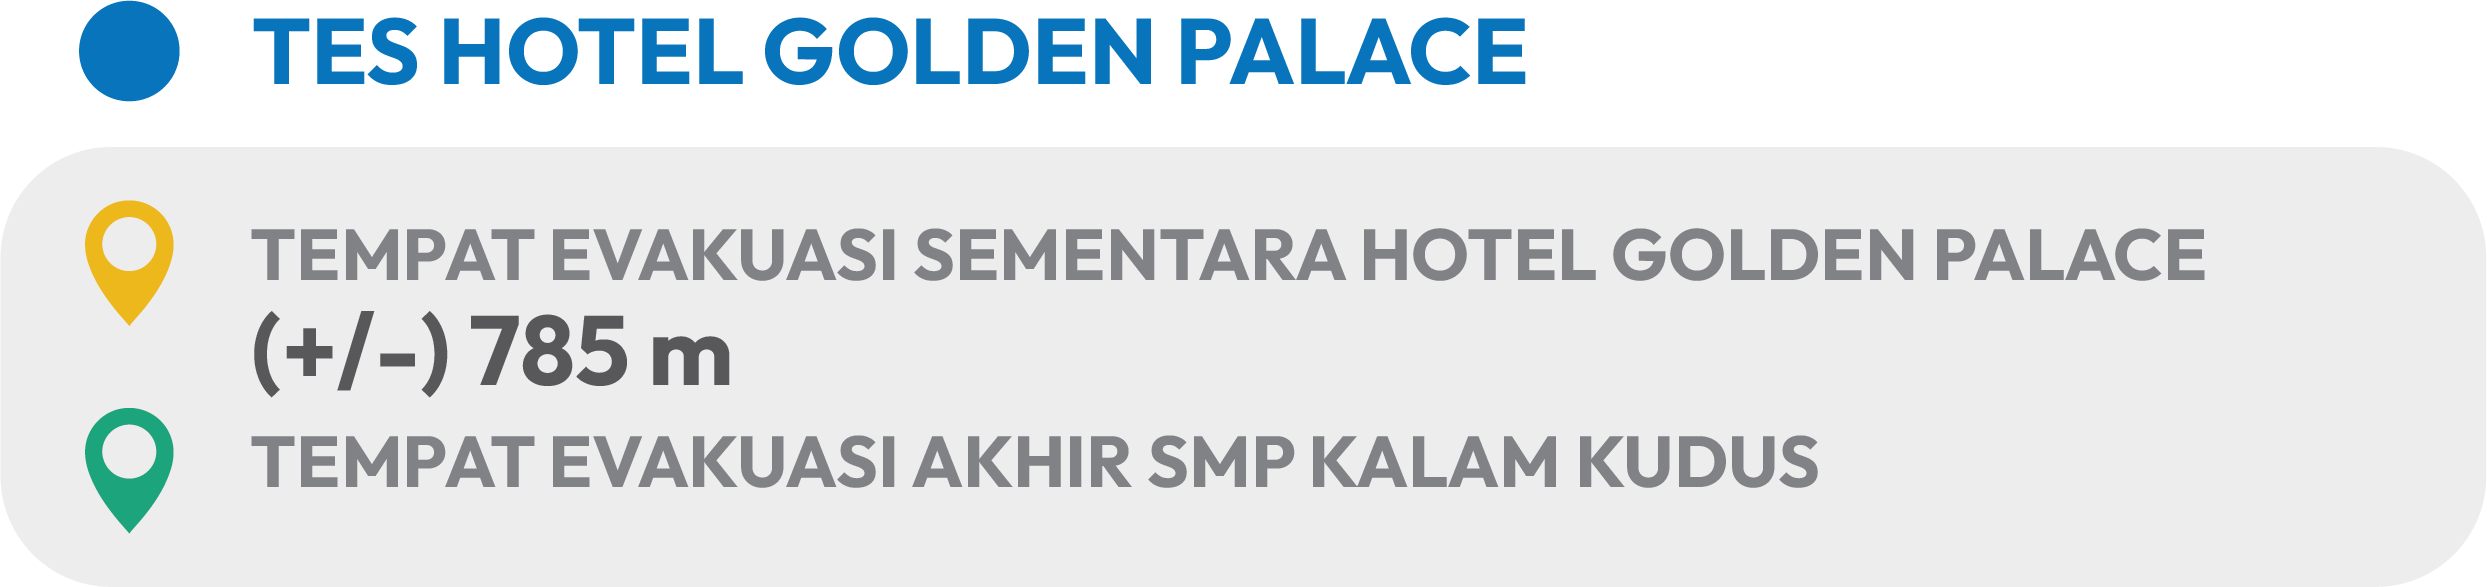 TES HOTEL GOLDEN PALACE
TEMPAT EVAKUASI SEMENTARA HOTEL GOLDEN PALACE
(+/-) 785 m
TEMPAT EVAKUASI AKHIR SMP KALAM KUDUS